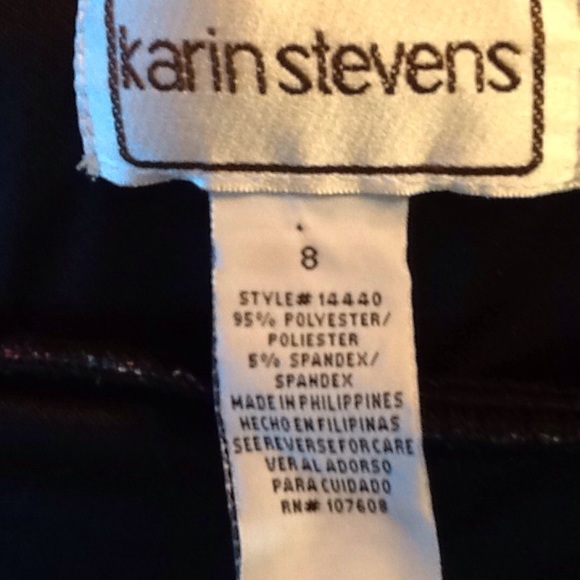 karin stevens
8
STYLE# 14440
95% POLYESTER/
POLIESTER
5% SPANDEX/
SPANDEX
MADE IN PHILIPPINES
HECHO EN FILIPINAS
SEE REVERSE FOR CARE
VER AL ADORSO
PARA CUIDADO
RN# 107608